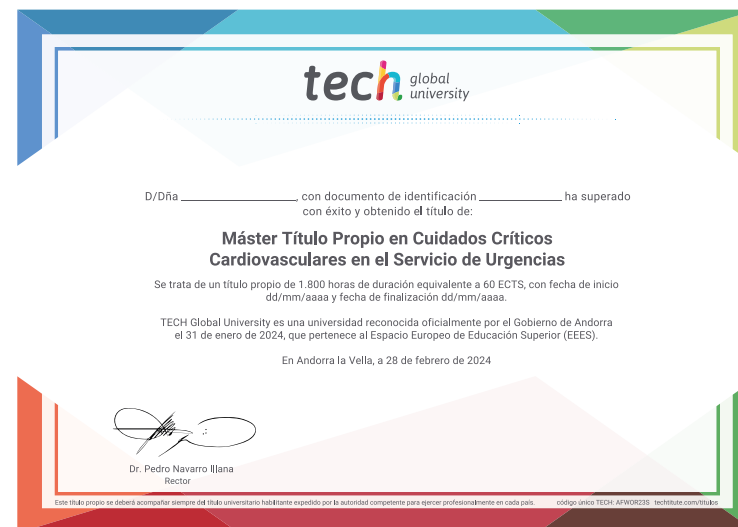 tech global
university
D/Dña ____________________, con documento de identificación ______________ ha superado
con éxito y obtenido el título de:
Máster Título Propio en Cuidados Críticos
Cardiovasculares en el Servicio de Urgencias
Se trata de un título propio de 1.800 horas de duración equivalente a 60 ECTS, con fecha de inicio
dd/mm/aaaa y fecha de finalización dd/mm/aaaa.
TECH Global University es una universidad reconocida oficialmente por el Gobierno de Andorra
el 31 de enero de 2024, que pertenece al Espacio Europeo de Educación Superior (EEES).
En Andorra la Vella, a 28 de febrero de 2024
Dr. Pedro Navarro Illana
Rector
Este título propio se deberá acompañar siempre del título universitario habilitante expedido por la autoridad competente para ejercer profesionalmente en cada país. código único TECH: AFWOR23S techtitute.com/titulos